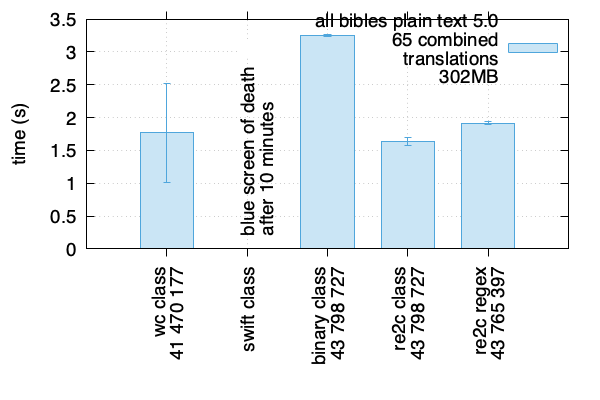 all bibles plain text 5.0
65 combined
translations
302MB
time (s)
3.5
3
2.5
2
1.5
1
0.5
0
blue screen of death
after 10 minutes
wc class
41 470 177
swift class
binary class
43 798 727
re2c class
43 798 727
re2c regex
43 765 397